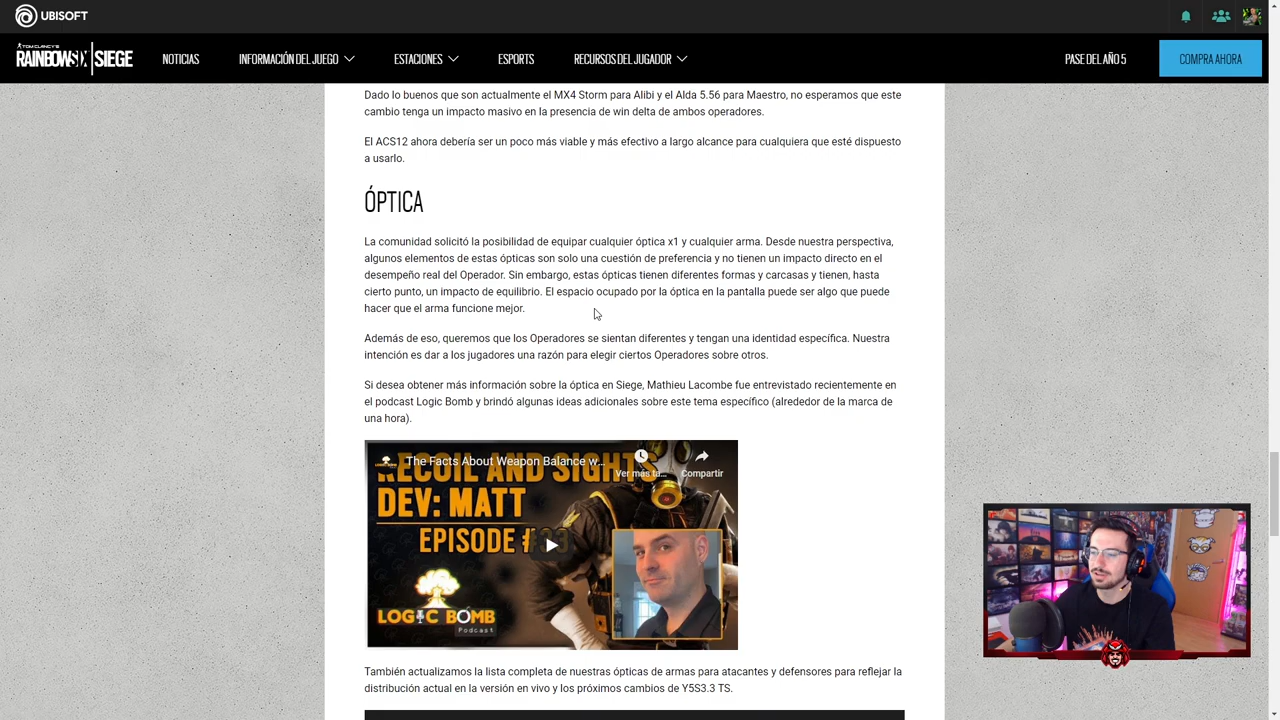 UBISOFT
TOM CLANCY'S
RAINBOWSIX|SIEGE
NOTICIAS
INFORMACIÓN DEL JUEGO
ESTACIONES
ESPORTS
RECURSOS DEL JUGADOR
PASE DEL AÑO 5
COMPRA AHORA
Dado lo buenos que son actualmente el MX4 Storm para Alibi y el Alda 5.56 para Maestro, no esperamos que este
cambio tenga un impacto masivo en la presencia de win delta de ambos operadores.
El ACS12 ahora debería ser un poco más viable y más efectivo a largo alcance para cualquiera que esté dispuesto
a usarlo.
ÓPTICA
La comunidad solicitó la posibilidad de equipar cualquier óptica x1 y cualquier arma. Desde nuestra perspectiva,
algunos elementos de estas ópticas son solo una cuestión de preferencia y no tienen un impacto directo en el
desempeño real del Operador. Sin embargo, estas ópticas tienen diferentes formas y carcasas y tienen, hasta
cierto punto, un impacto de equilibrio. El espacio ocupado por la óptica en la pantalla puede ser algo que puede
hacer que el arma funcione mejor.
Además de eso, queremos que los Operadores se sientan diferentes y tengan una identidad específica. Nuestra
intención es dar a los jugadores una razón para elegir ciertos Operadores sobre otros.
Si desea obtener más información sobre la óptica en Siege, Mathieu Lacombe fue entrevistado recientemente en
el podcast Logic Bomb y brindó algunas ideas adicionales sobre este tema específico (alrededor de la marca de
una hora).
The Facts About Weapon Balance w...
Ver más ta...
Compartir
RECOIL AND SIGHTS
DEV: MATT
EPISODE #33
LOGIC BOMB
Podcast
También actualizamos la lista completa de nuestras ópticas de armas para atacantes y defensores para reflejar la
distribución actual en la versión en vivo y los próximos cambios de Y5S3.3 TS.